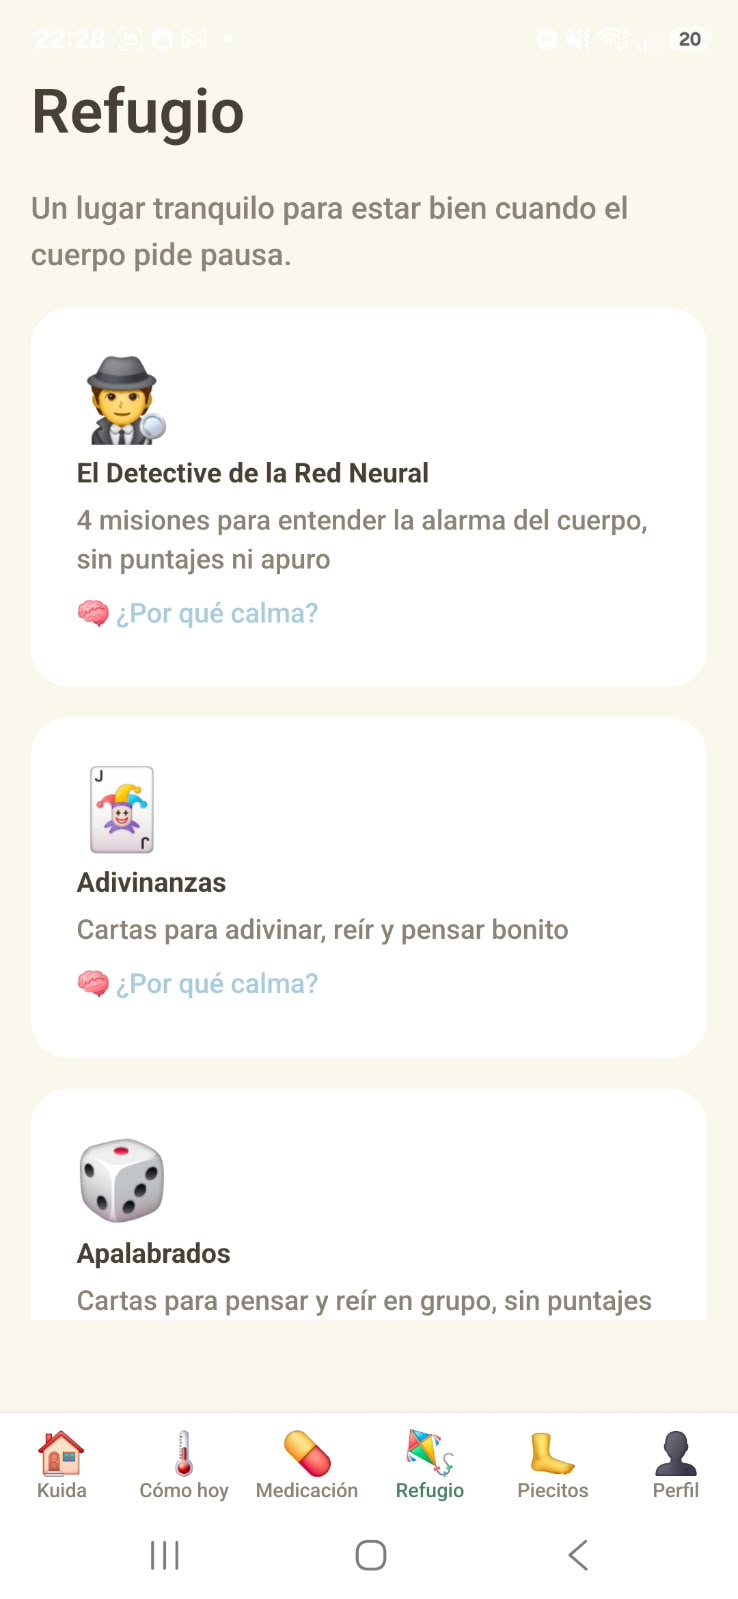 22:28
20
Refugio
Un lugar tranquilo para estar bien cuando el
cuerpo pide pausa.
El Detective de la Red Neural
4 misiones para entender la alarma del cuerpo,
sin puntajes ni apuro
¿Por qué calma?
J
J
Adivinanzas
Cartas para adivinar, reír y pensar bonito
¿Por qué calma?
Apalabrados
Cartas para pensar y reír en grupo, sin puntajes
Kuida
Cómo hoy
Medicación
Refugio
Piecitos
Perfil